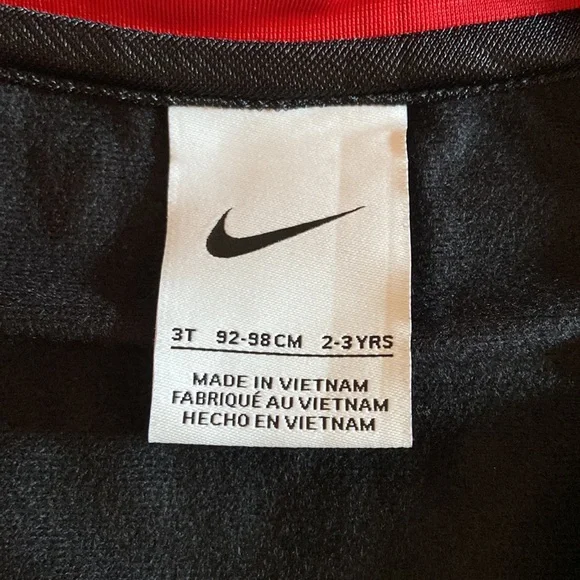 3T 92-98CM 2-3YRS
MADE IN VIETNAM
FABRIQUÉ AU VIETNAM
HECHO EN VIETNAM